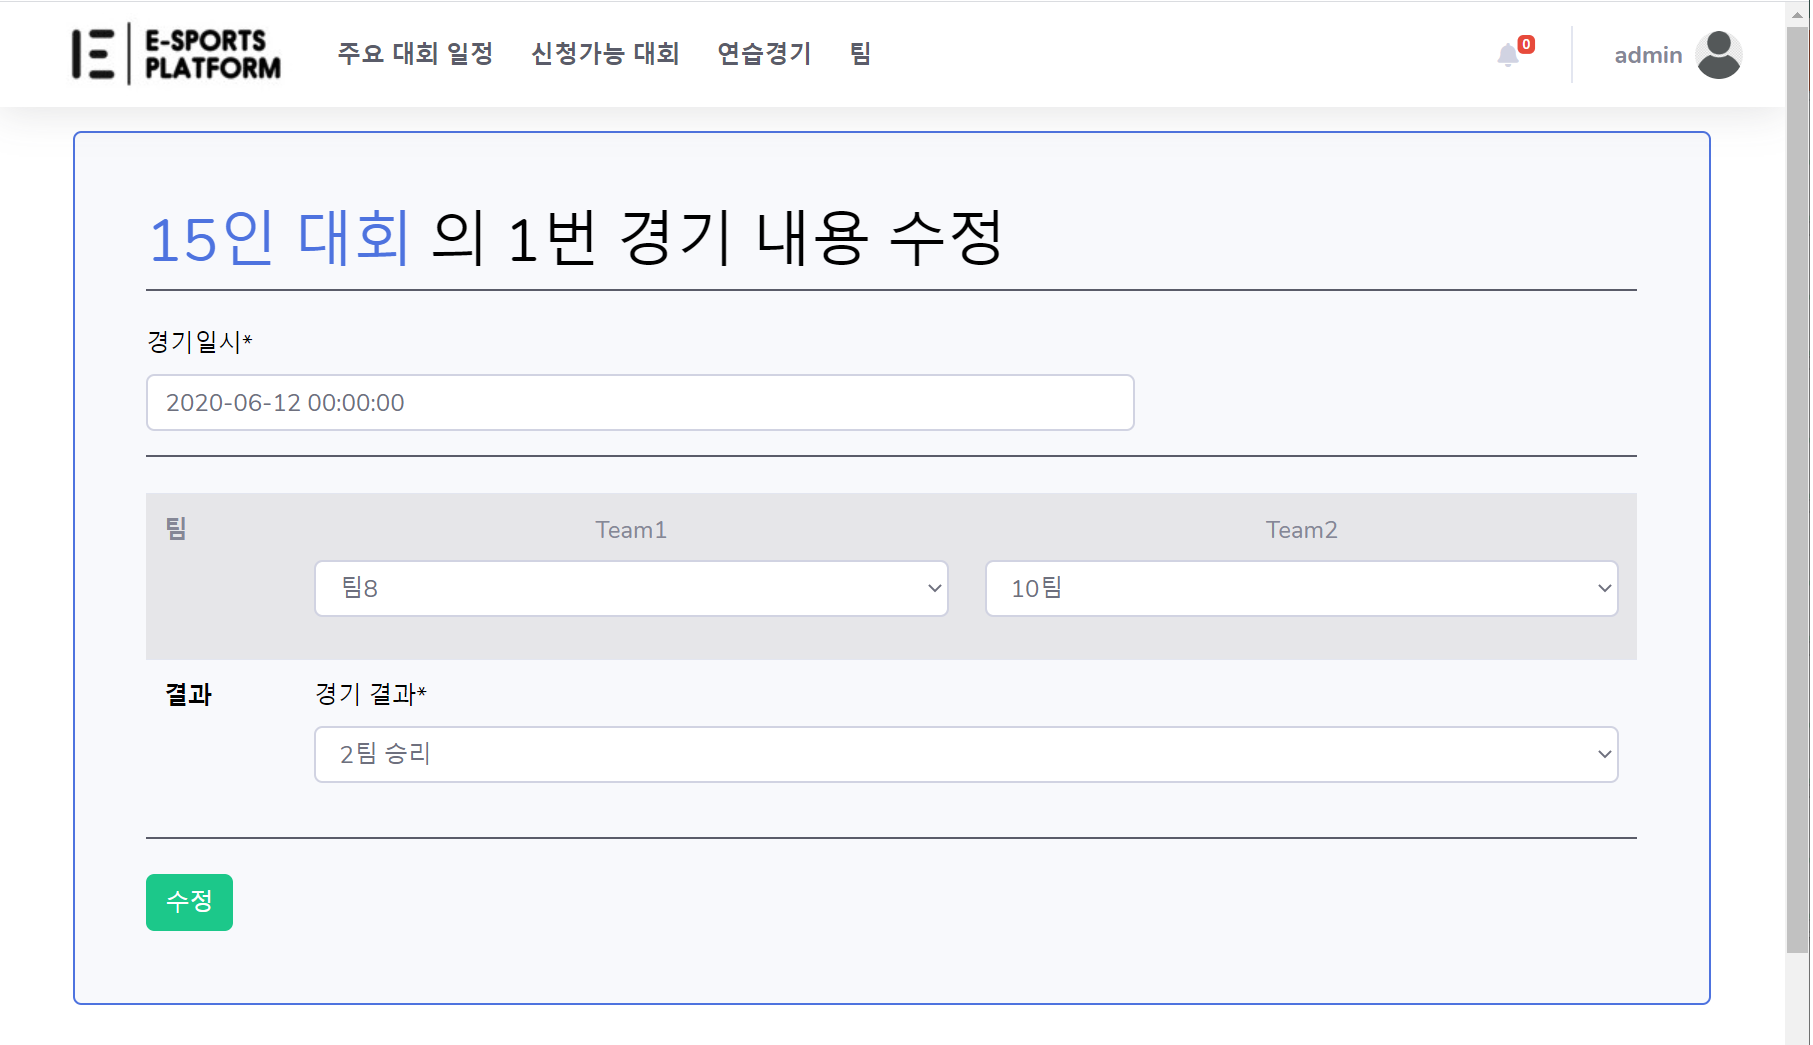 E-SPORTS
PLATFORM
주요 대회 일정 신청가능 대회 연습경기 팀
0
admin
15인 대회 의 1번 경기 내용 수정
경기일시*
2020-06-12 00:00:00
팀 Team1 Team2
팀8 10팀
결과 경기 결과*
2팀 승리
수정